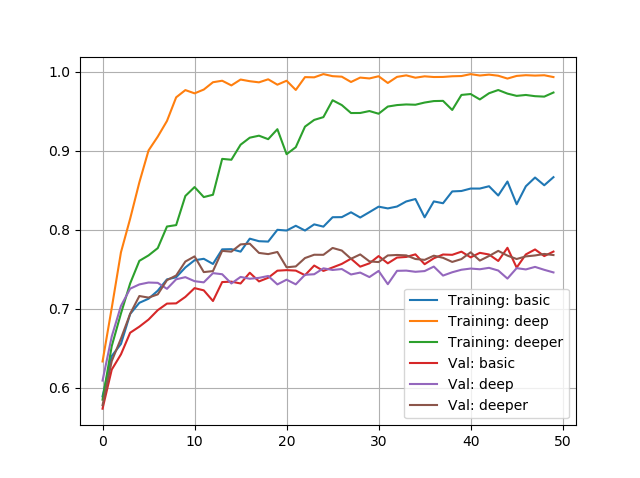 1.0
0.9
0.8
0.7
0.6
0
10
20
30
40
50
Training: basic
Training: deep
Training: deeper
Val: basic
Val: deep
Val: deeper